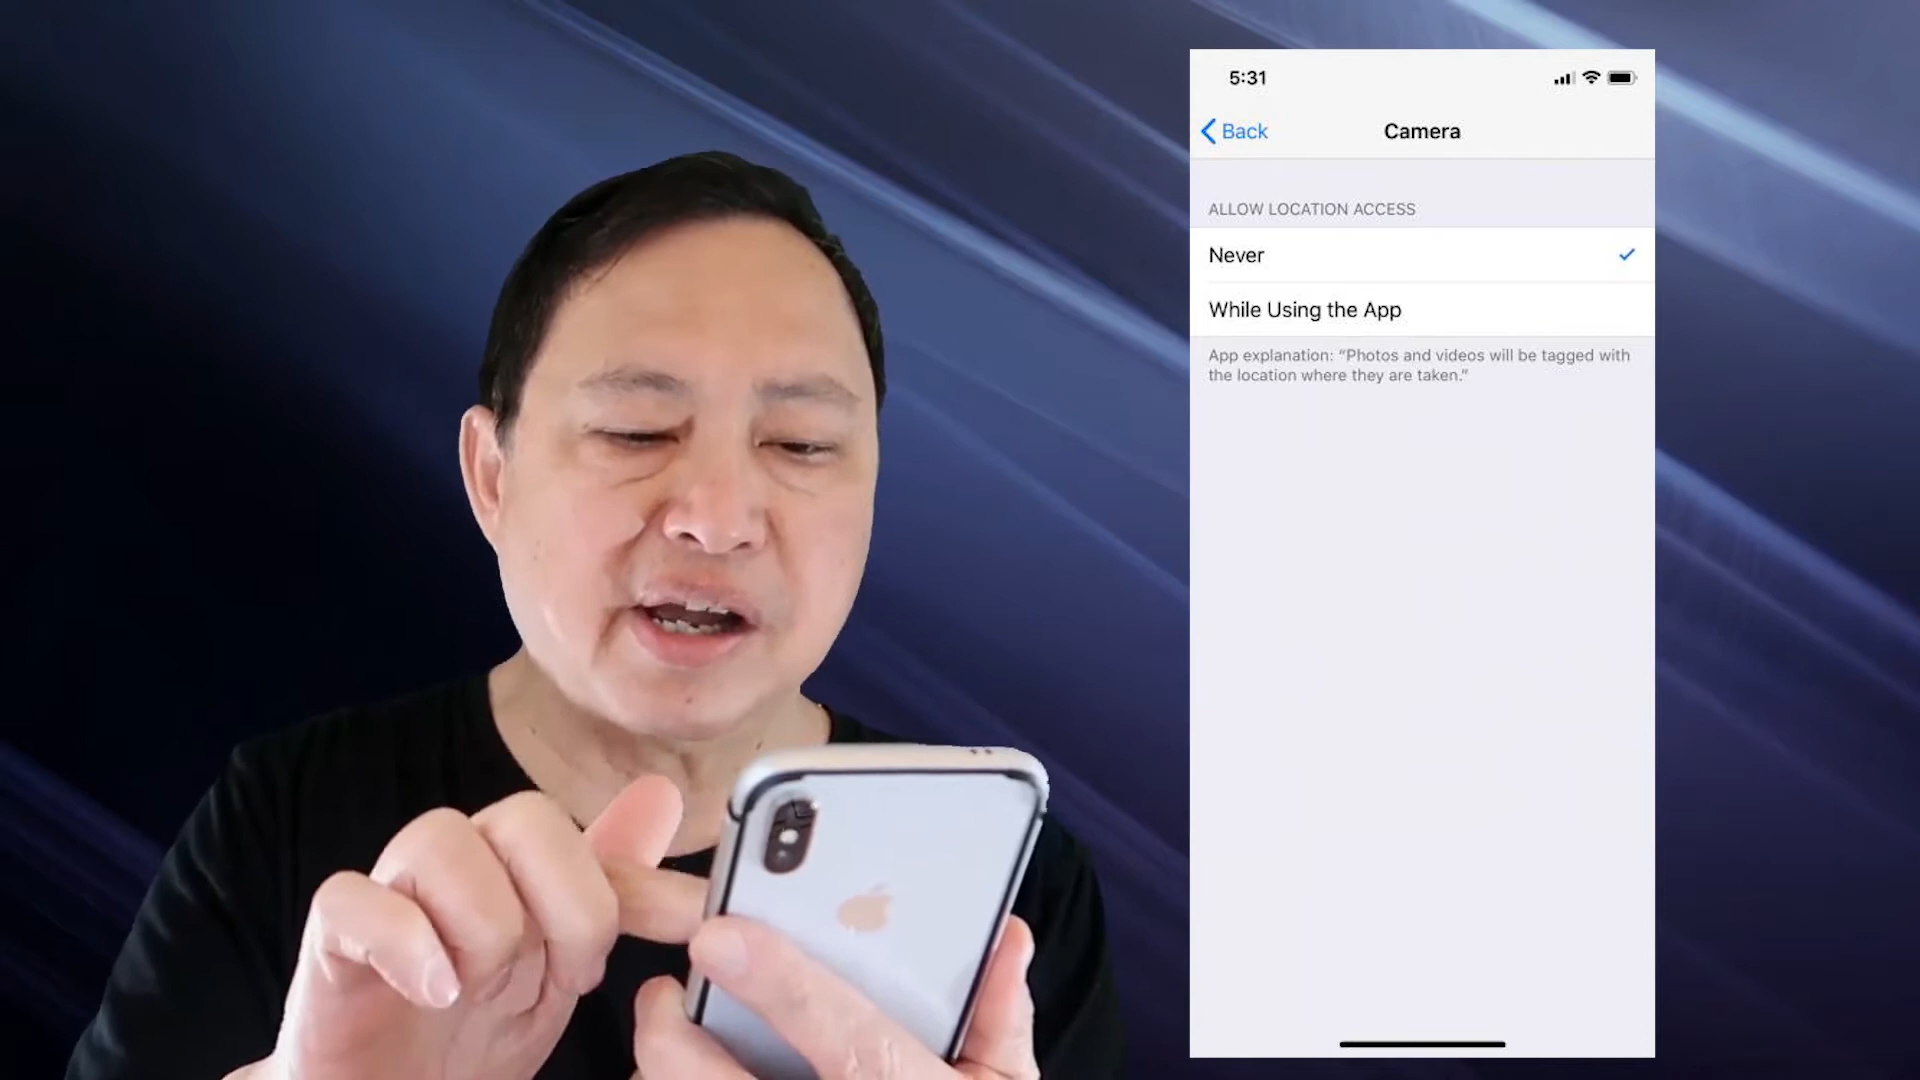 5:31
Back
Camera
ALLOW LOCATION ACCESS
Never
While Using the App
App explanation: “Photos and videos will be tagged with
the location where they are taken.”